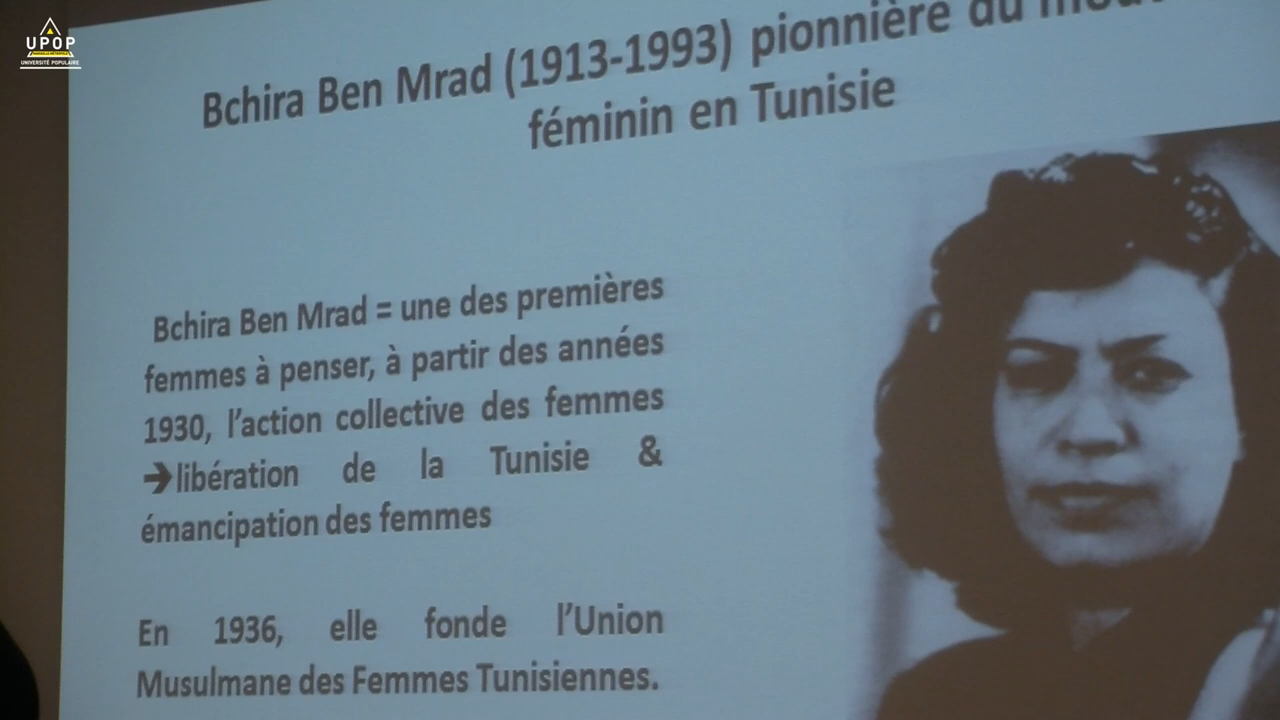 UPOP
UNIVERSITÉ POPULAIRE
Bchira Ben Mrad (1913-1993) pionnière du
féminin en Tunisie
Bchira Ben Mrad = une des premières
femmes à penser, à partir des années
1930, l’action collective des femmes
➔libération de la Tunisie &
émancipation des femmes
En 1936, elle fonde l’Union
Musulmane des Femmes Tunisiennes.